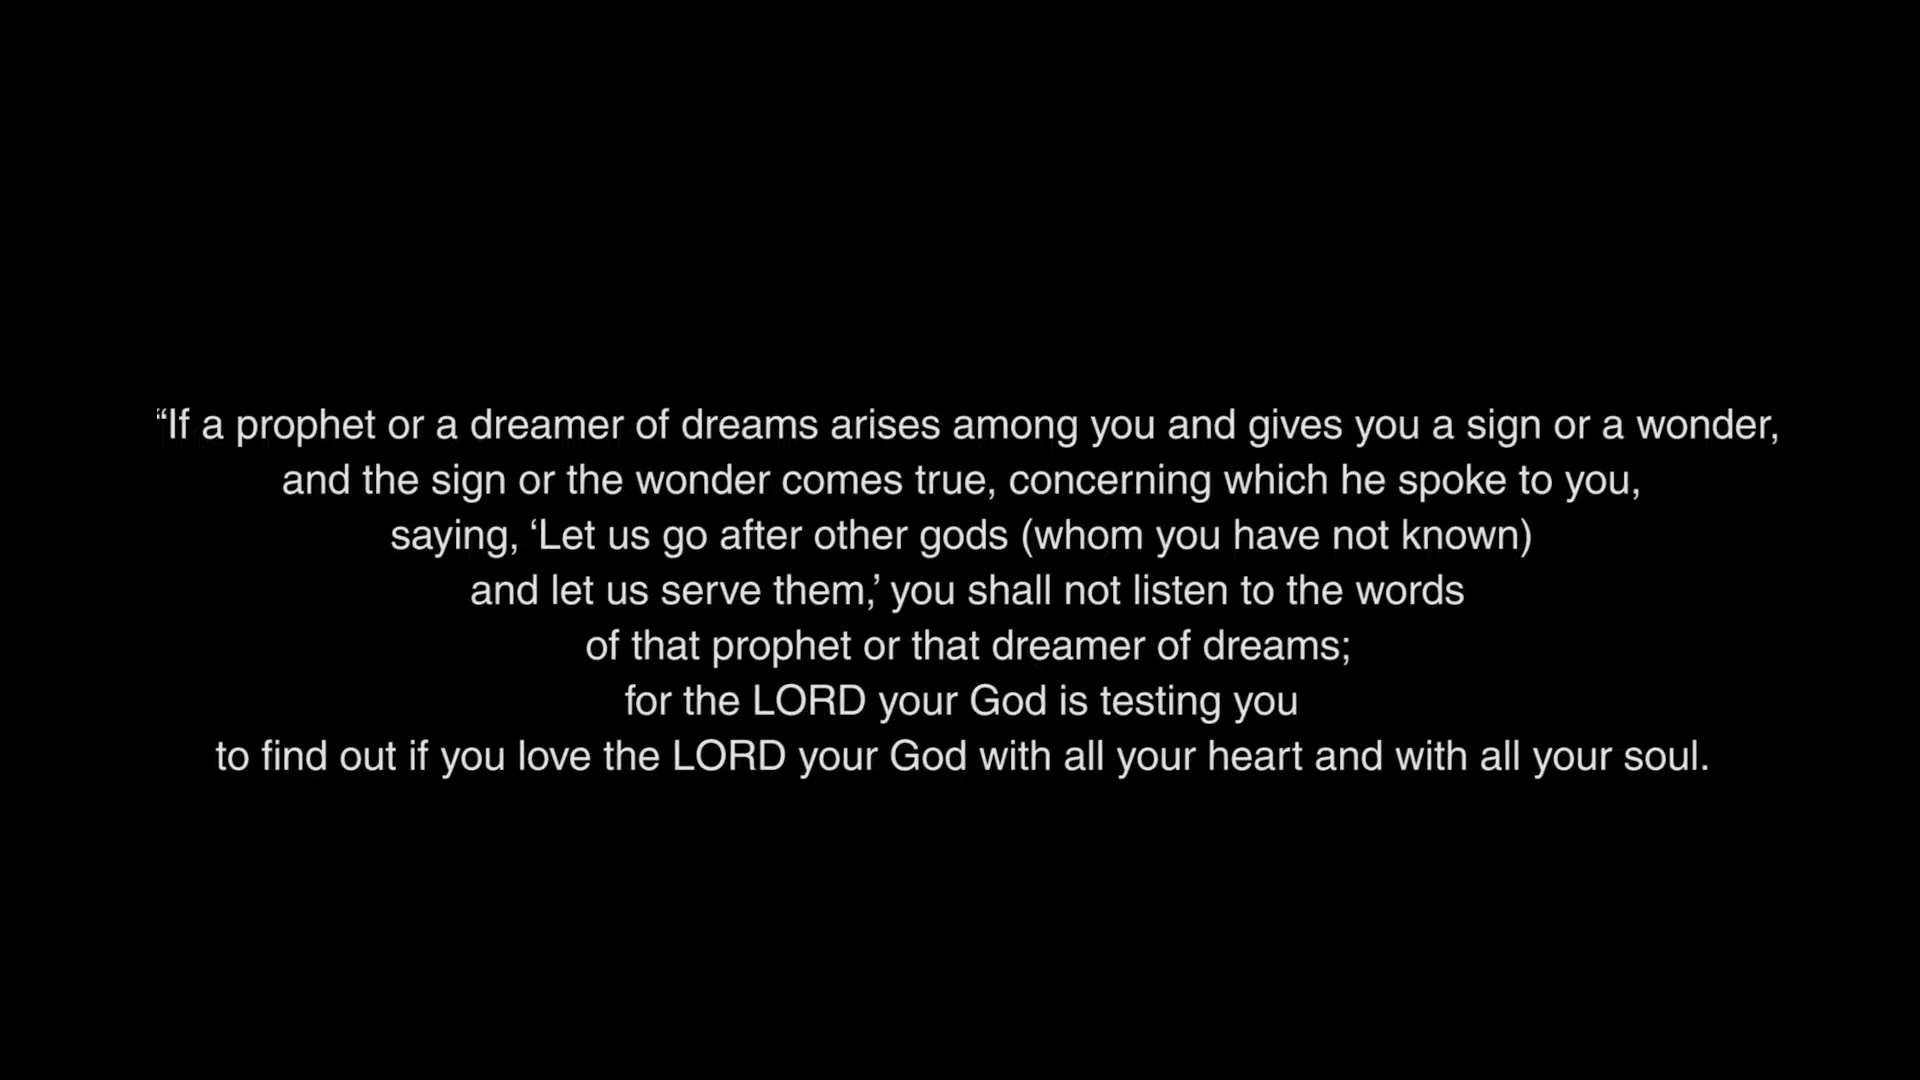 “If a prophet or a dreamer of dreams arises among you and gives you a sign or a wonder,
and the sign or the wonder comes true, concerning which he spoke to you,
saying, ‘Let us go after other gods (whom you have not known)
and let us serve them,’ you shall not listen to the words
of that prophet or that dreamer of dreams;
for the LORD your God is testing you
to find out if you love the LORD your God with all your heart and with all your soul.